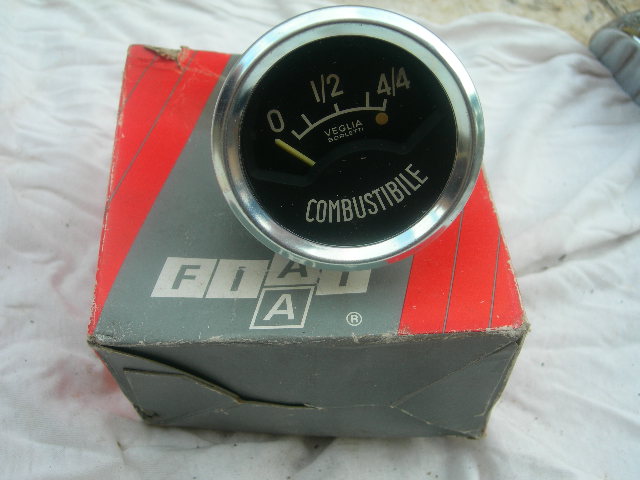 0 1/2 4/4
VEGLIA
BORLETTI
COMBUSTIBILE
FIAT
A
®